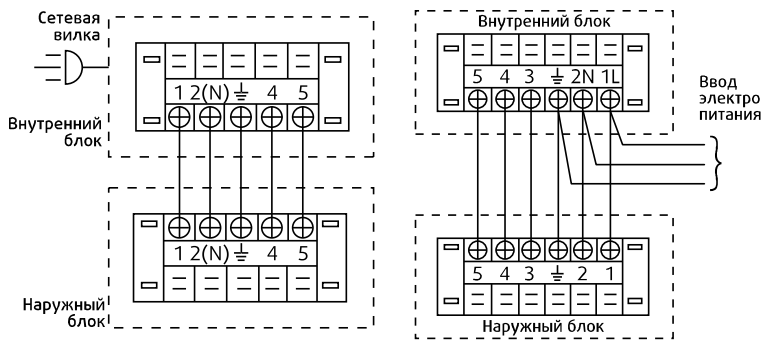 Сетевая
вилка
1 2(N) ⏚ 4 5
Внутренний
блок
1 2(N) ⏚ 4 5
Наружный
блок
Внутренний блок
5 4 3 ⏚ 2N 1L
Ввод
электро
питания
5 4 3 ⏚ 2 1
Наружный блок